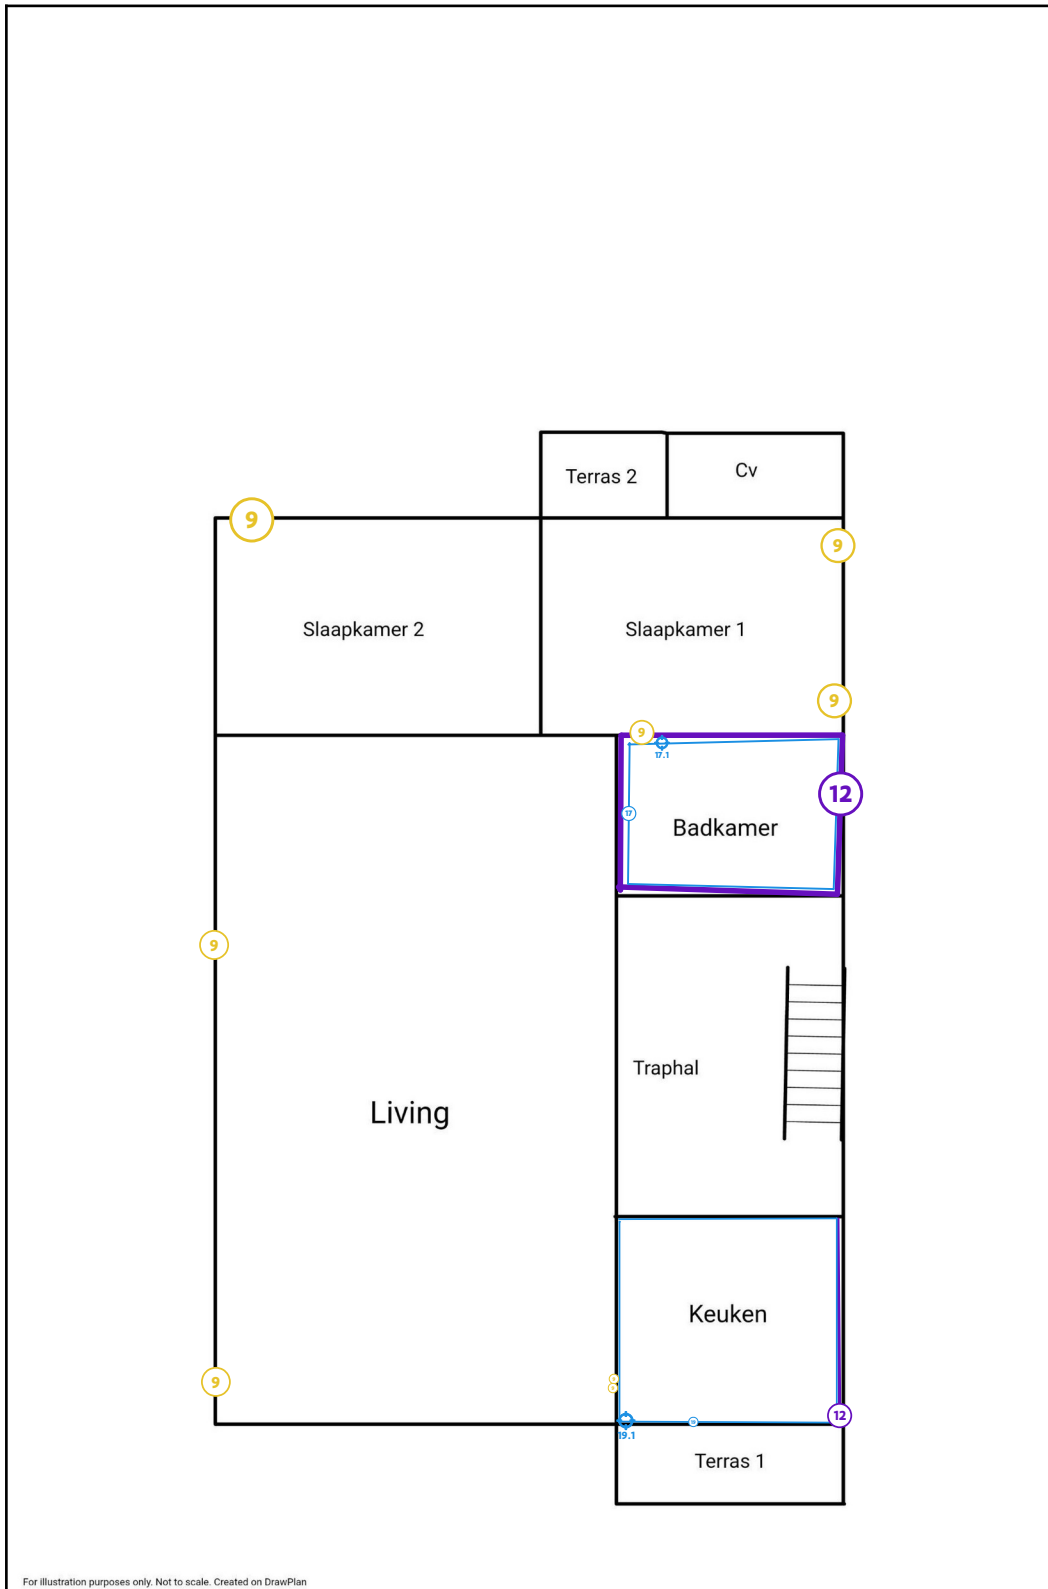 Terras 2
Cv
9
9
Slaapkamer 2
Slaapkamer 1
9
9
17.1
12
17
Badkamer
9
Traphal
Living
Keuken
9
12
19.1
Terras 1
For illustration purposes only. Not to scale. Created on DrawPlan